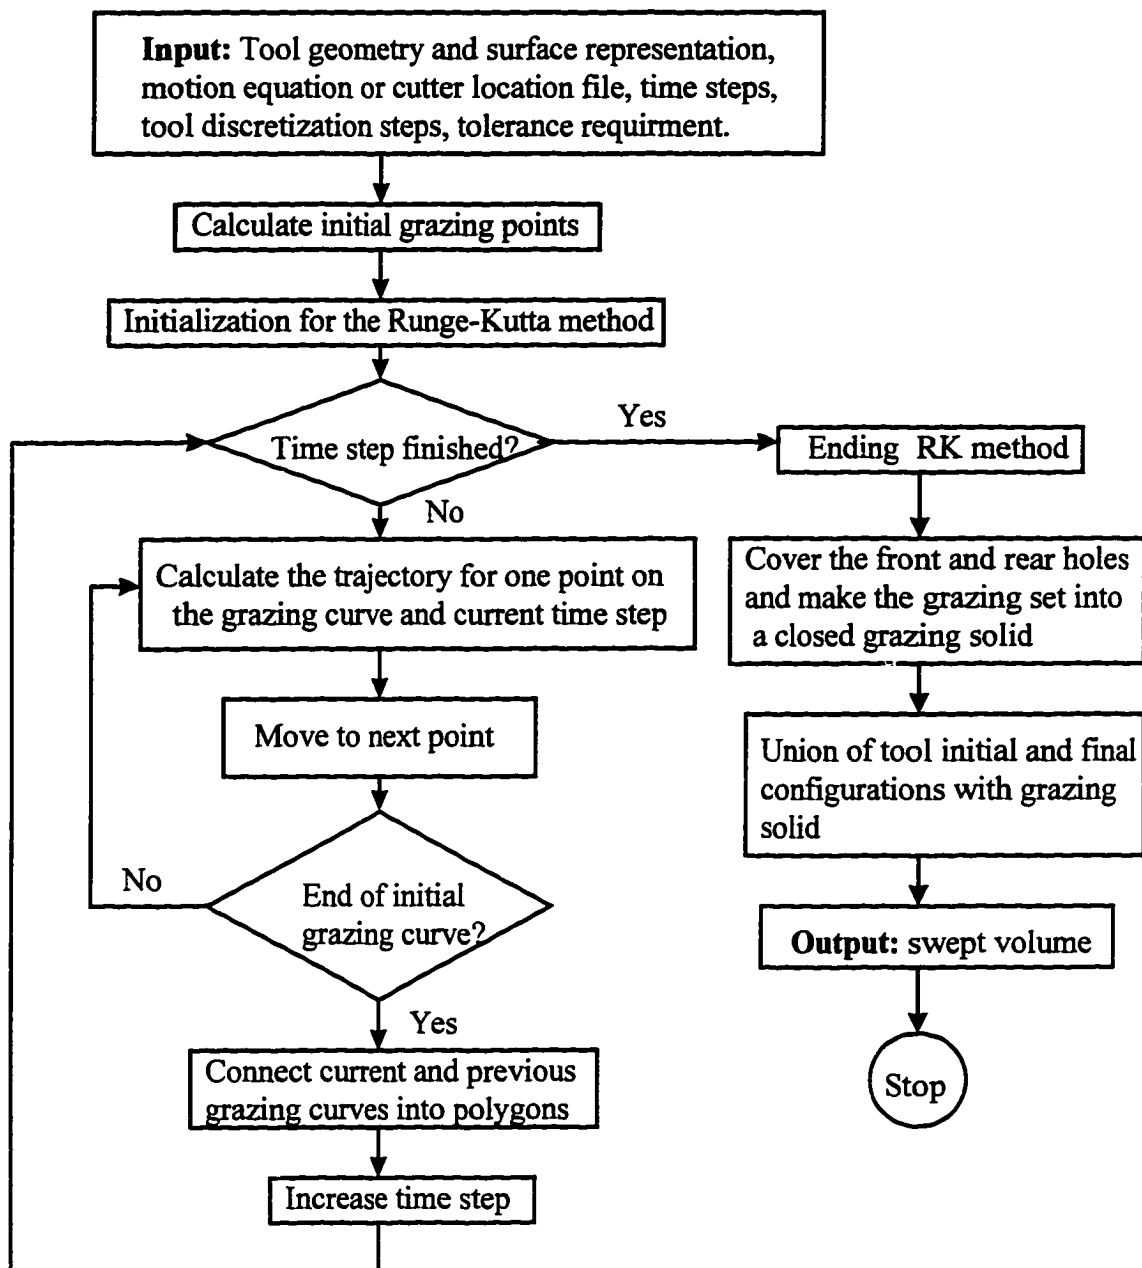 Input: Tool geometry and surface representation,
motion equation or cutter location file, time steps,
tool discretization steps, tolerance requirment.
Calculate initial grazing points
Initialization for the Runge-Kutta method
Time step finished?
Yes
No
Calculate the trajectory for one point on
the grazing curve and current time step
Move to next point
End of initial
grazing curve?
No
Yes
Connect current and previous
grazing curves into polygons
Increase time step
Ending RK method
Cover the front and rear holes
and make the grazing set into
a closed grazing solid
Union of tool initial and final
configurations with grazing
solid
Output: swept volume
Stop